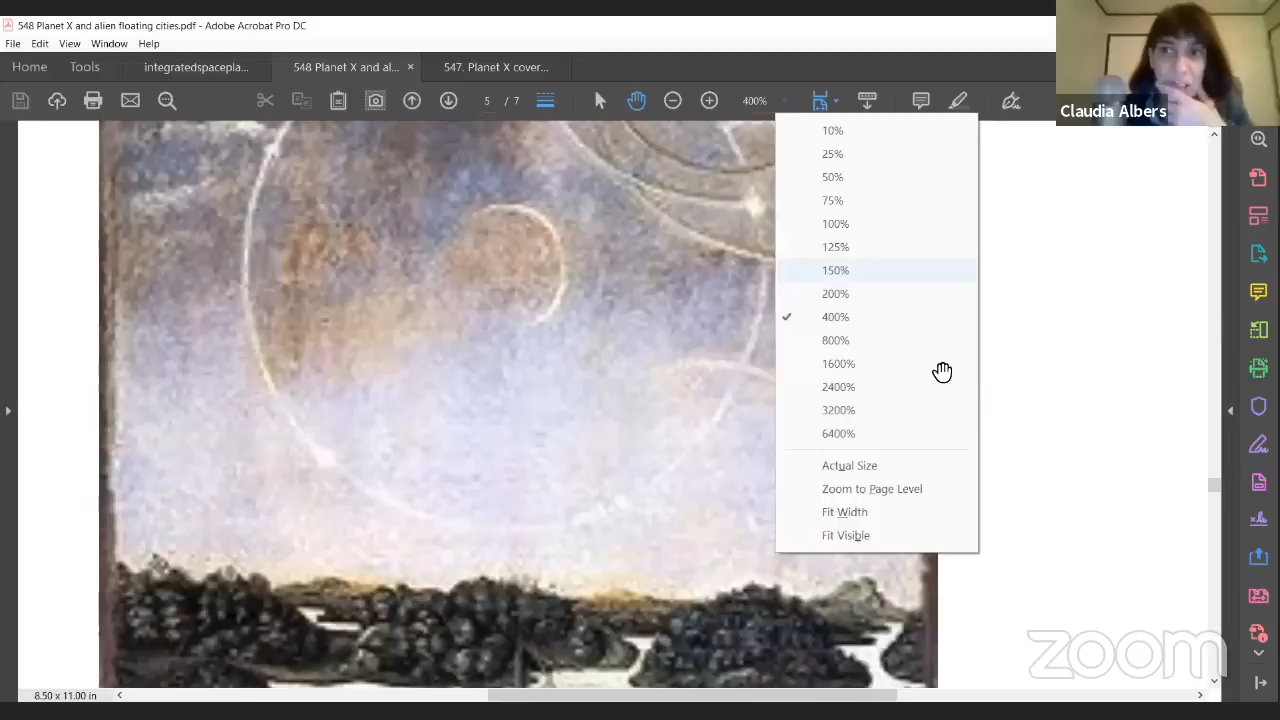 548 Planet X and alien floating cities.pdf - Adobe Acrobat Pro DC
File Edit View Window Help
Home Tools integratedspacepla... 548 Planet X and al... × 547. Planet X cover...
5 / 7 400%
Claudia Albers
10%
25%
50%
75%
100%
125%
150%
200%
400%
800%
1600%
2400%
3200%
6400%
Actual Size
Zoom to Page Level
Fit Width
Fit Visible
zoom
8.50 x 11.00 in